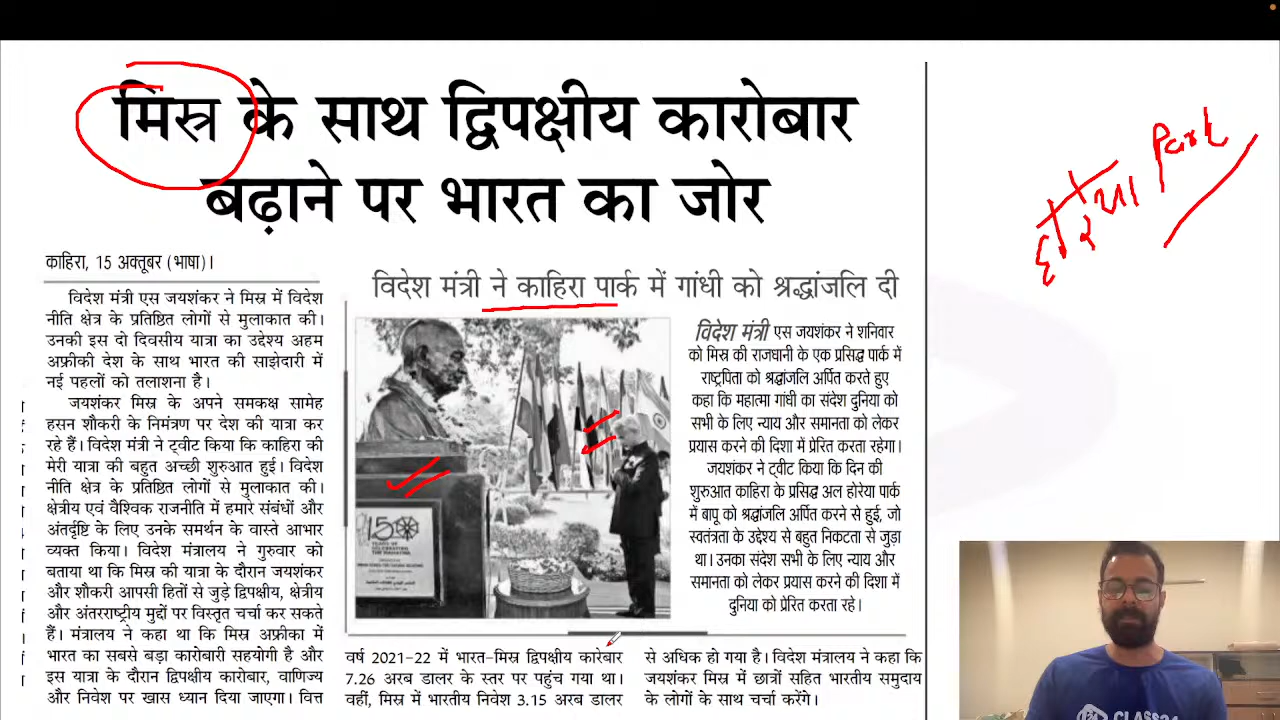 मिस्र के साथ द्विपक्षीय कारोबार
बढ़ाने पर भारत का जोर
होरेया Park
काहिरा, 15 अक्तूबर (भाषा)।
विदेश मंत्री एस जयशंकर ने मिस्र में विदेश
नीति क्षेत्र के प्रतिष्ठित लोगों से मुलाकात की।
उनकी इस दो दिवसीय यात्रा का उद्देश्य अहम
अफ्रीकी देश के साथ भारत की साझेदारी में
नई पहलों को तलाशना है।
जयशंकर मिस्र के अपने समकक्ष सामेह
हसन शौकरी के निमंत्रण पर देश की यात्रा कर
रहे हैं। विदेश मंत्री ने ट्वीट किया कि काहिरा की
मेरी यात्रा की बहुत अच्छी शुरुआत हुई। विदेश
नीति क्षेत्र के प्रतिष्ठित लोगों से मुलाकात की।
क्षेत्रीय एवं वैश्विक राजनीति में हमारे संबंधों और
अंतर्दृष्टि के लिए उनके समर्थन के वास्ते आभार
व्यक्त किया। विदेश मंत्रालय ने गुरुवार को
बताया था कि मिस्र की यात्रा के दौरान जयशंकर
और शौकरी आपसी हितों से जुड़े द्विपक्षीय, क्षेत्रीय
और अंतरराष्ट्रीय मुद्दों पर विस्तृत चर्चा कर सकते
हैं। मंत्रालय ने कहा था कि मिस्र अफ्रीका में
भारत का सबसे बड़ा कारोबारी सहयोगी है और
इस यात्रा के दौरान द्विपक्षीय कारोबार, वाणिज्य
और निवेश पर खास ध्यान दिया जाएगा। वित्त
विदेश मंत्री ने काहिरा पार्क में गांधी को श्रद्धांजलि दी
150
YEARS OF
CELEBRATING
THE MAHATMA
विदेश मंत्री एस जयशंकर ने शनिवार
को मिस्र की राजधानी के एक प्रसिद्ध पार्क में
राष्ट्रपिता को श्रद्धांजलि अर्पित करते हुए
कहा कि महात्मा गांधी का संदेश दुनिया को
सभी के लिए न्याय और समानता को लेकर
प्रयास करने की दिशा में प्रेरित करता रहेगा।
जयशंकर ने ट्वीट किया कि दिन की
शुरुआत काहिरा के प्रसिद्ध अल होरेया पार्क
में बापू को श्रद्धांजलि अर्पित करने से हुई, जो
स्वतंत्रता के उद्देश्य से बहुत निकटता से जुड़ा
था। उनका संदेश सभी के लिए न्याय और
समानता को लेकर प्रयास करने की दिशा में
दुनिया को प्रेरित करता रहे।
वर्ष 2021-22 में भारत-मिस्र द्विपक्षीय कारेबार
7.26 अरब डालर के स्तर पर पहुंच गया था।
वहीं, मिस्र में भारतीय निवेश 3.15 अरब डालर
से अधिक हो गया है। विदेश मंत्रालय ने कहा कि
जयशंकर मिस्र में छात्रों सहित भारतीय समुदाय
के लोगों के साथ चर्चा करेंगे।